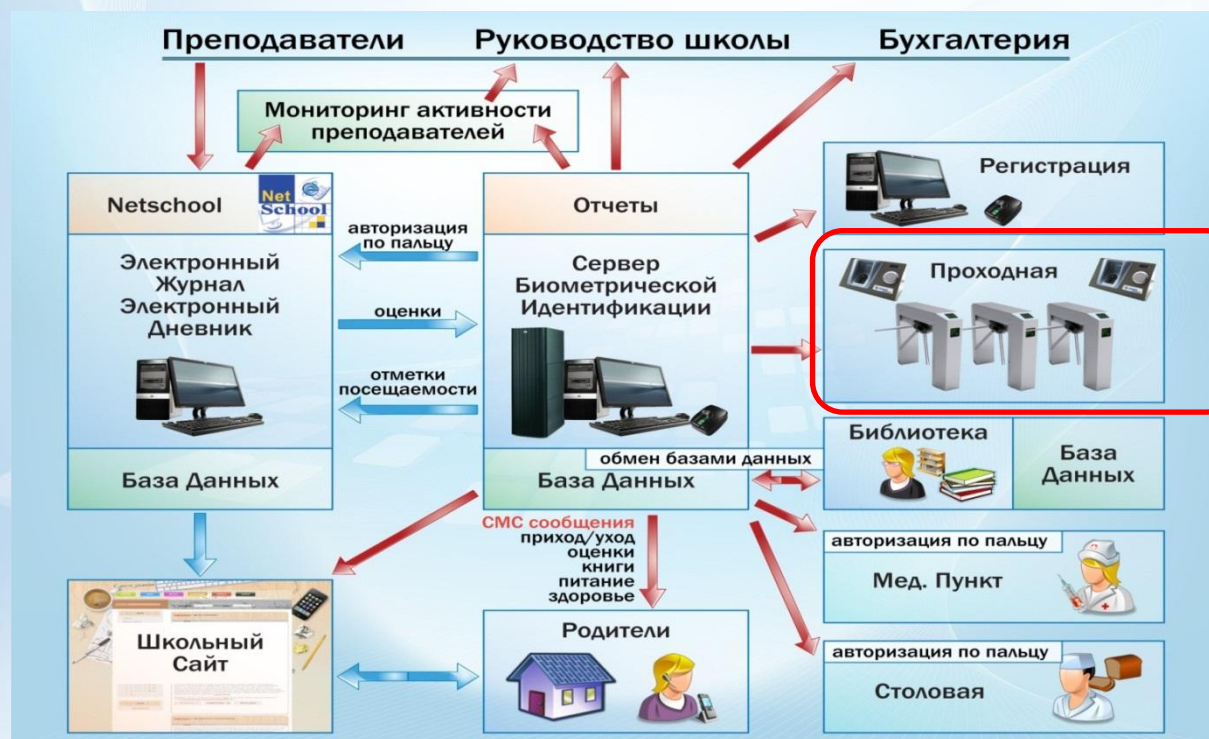 Преподаватели
Руководство школы
Бухгалтерия
Мониторинг активности
преподавателей
Netschool
Net
School
Электронный
Журнал
Электронный
Дневник
База Данных
авторизация
по пальцу
оценки
отметки
посещаемости
Отчеты
Сервер
Биометрической
Идентификации
обмен базами данных
База Данных
Регистрация
Проходная
Библиотека
База
Данных
авторизация по пальцу
Мед. Пункт
авторизация по пальцу
Столовая
СМС сообщения
приход/уход
оценки
книги
питание
здоровье
Школьный
Сайт
Родители